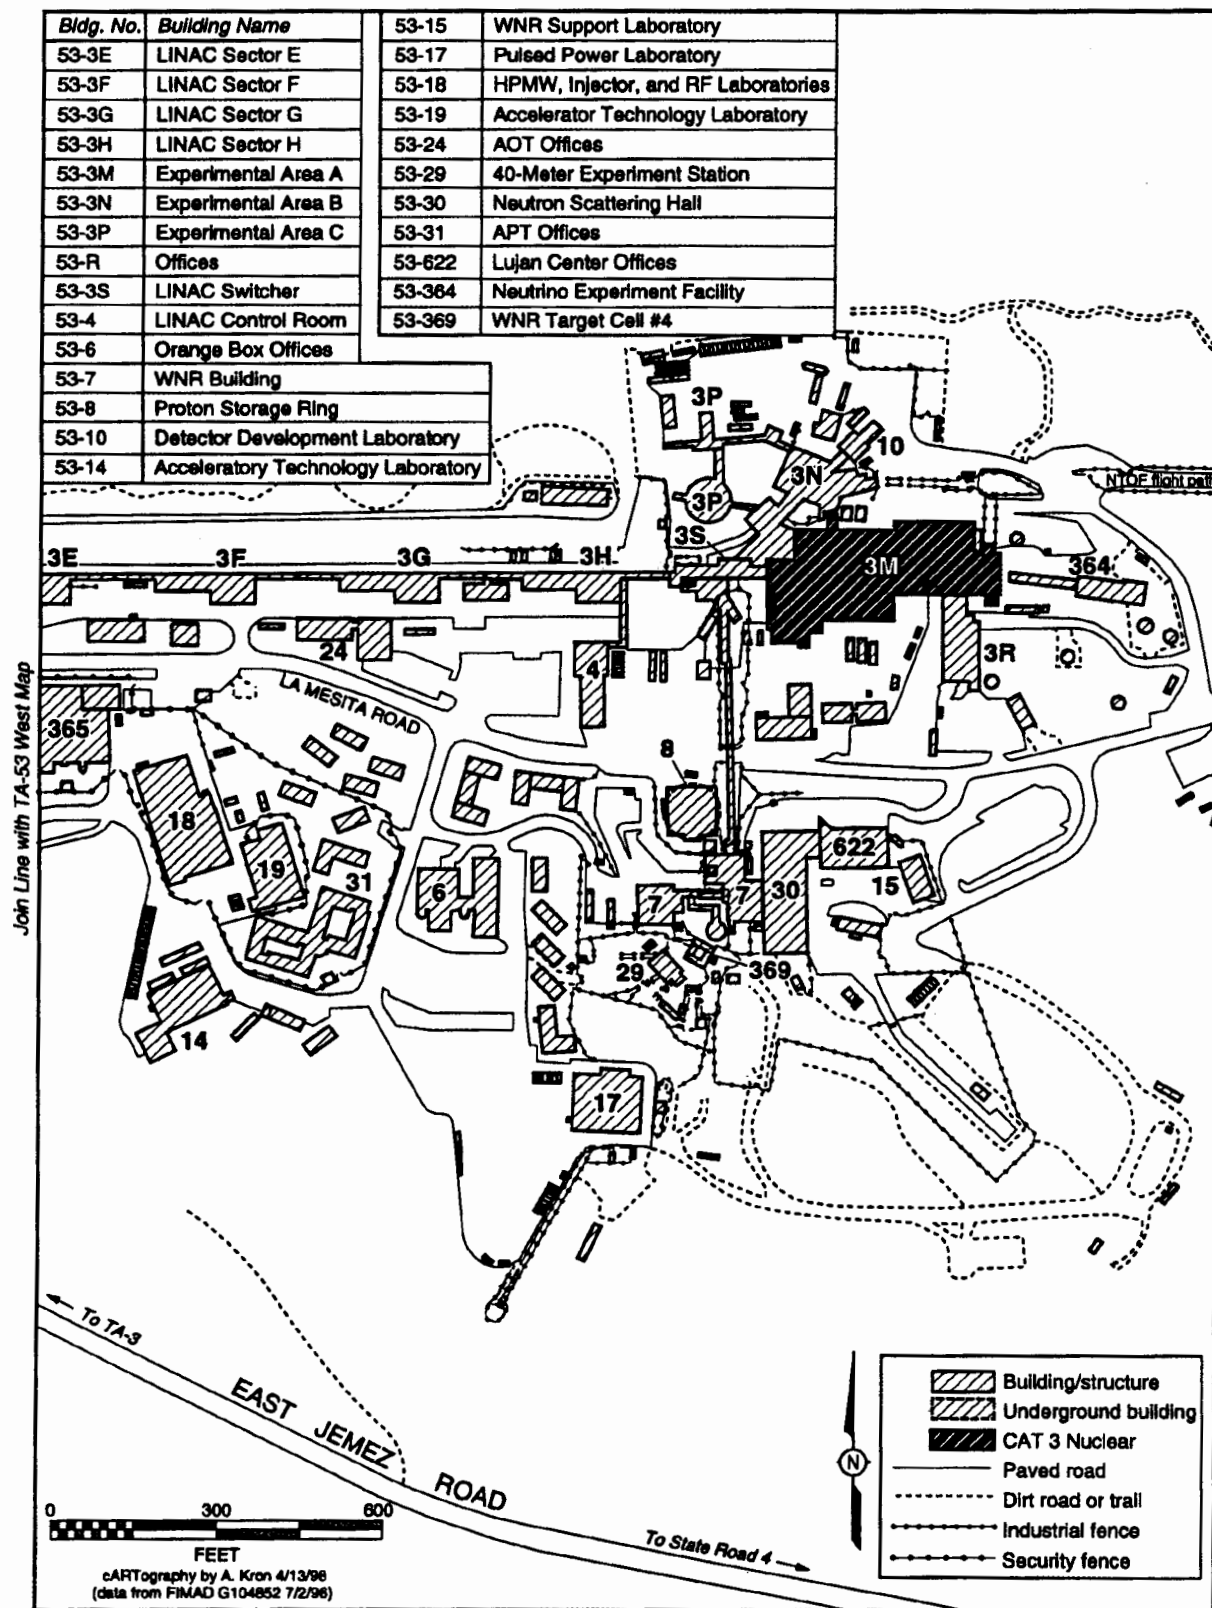 Bldg. No. Building Name
53-3E LINAC Sector E
53-3F LINAC Sector F
53-3G LINAC Sector G
53-3H LINAC Sector H
53-3M Experimental Area A
53-3N Experimental Area B
53-3P Experimental Area C
53-R Offices
53-3S LINAC Switcher
53-4 LINAC Control Room
53-6 Orange Box Offices
53-7 WNR Building
53-8 Proton Storage Ring
53-10 Detector Development Laboratory
53-14 Acceleratory Technology Laboratory
53-15 WNR Support Laboratory
53-17 Pulsed Power Laboratory
53-18 HPMW, Injector, and RF Laboratories
53-19 Accelerator Technology Laboratory
53-24 AOT Offices
53-29 40-Meter Experiment Station
53-30 Neutron Scattering Hall
53-31 APT Offices
53-622 Lujan Center Offices
53-364 Neutrino Experiment Facility
53-369 WNR Target Cell #4
3P
10
3N
NTOF flight path
3P
3S
3E
3F
3G
3H
3M
364
24
4
3R
LA MESITA ROAD
365
8
18
622
19
31
6
7
7
30
15
29
369
14
17
Join Line with TA-53 West Map
To TA-3
EAST JEMEZ ROAD
To State Road 4
0 300 600
FEET
cARTography by A. Kron 4/13/98
(data from FIMAD G104852 7/2/96)
N
Building/structure
Underground building
CAT 3 Nuclear
Paved road
Dirt road or trail
Industrial fence
Security fence